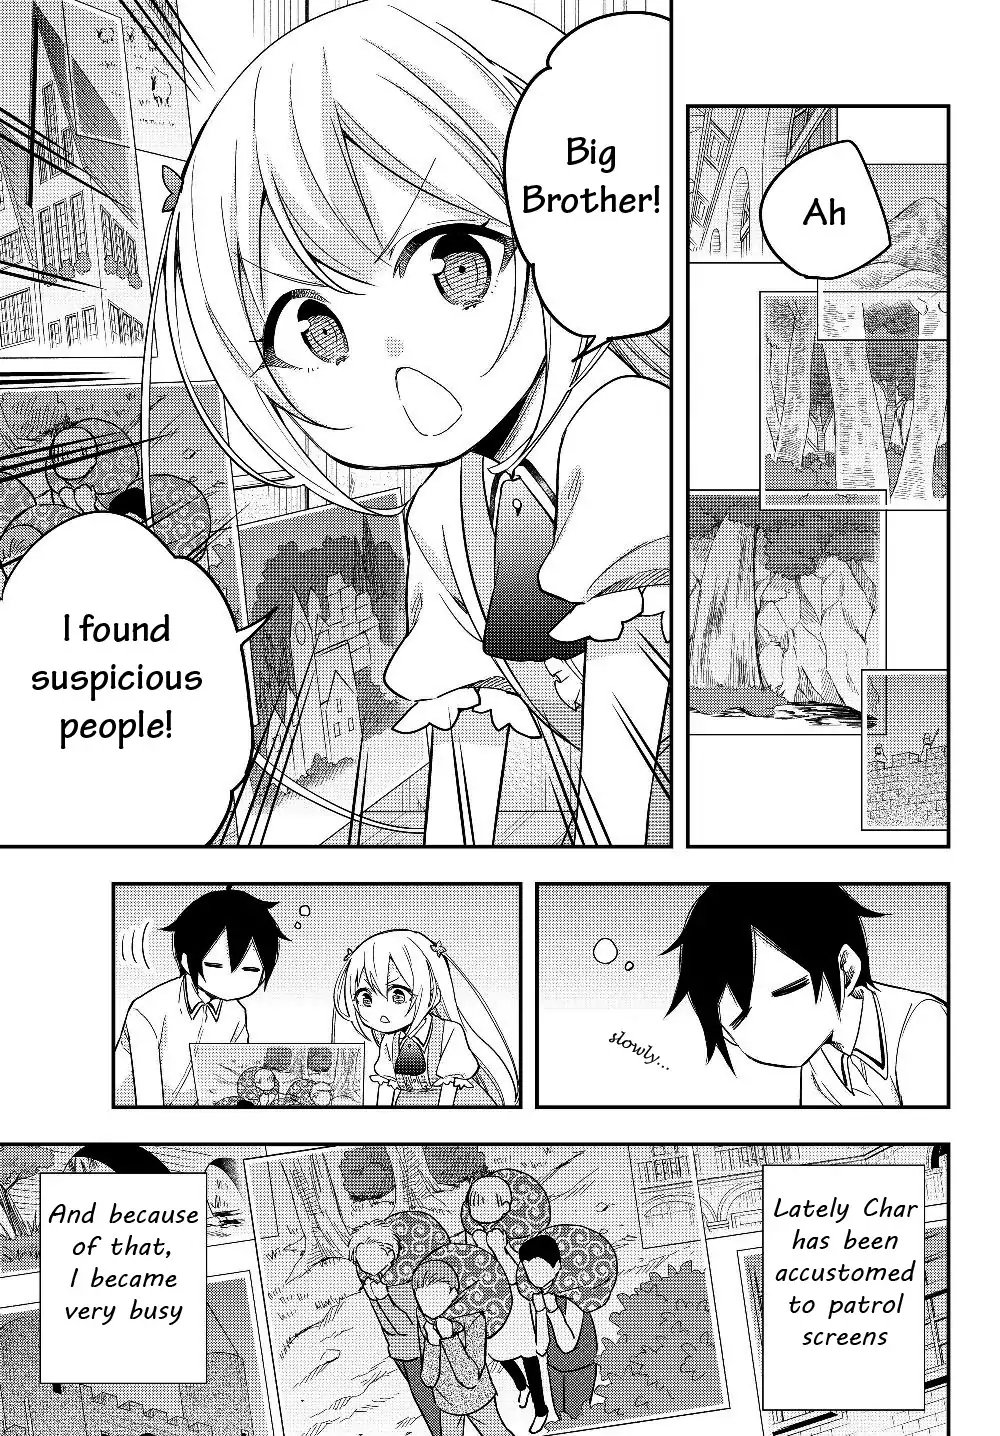 Ah
Big
Brother!
I found
suspicious
people!
slowly...
Lately Char
has been
accustomed
to patrol
screens
And because
of that,
I became
very busy